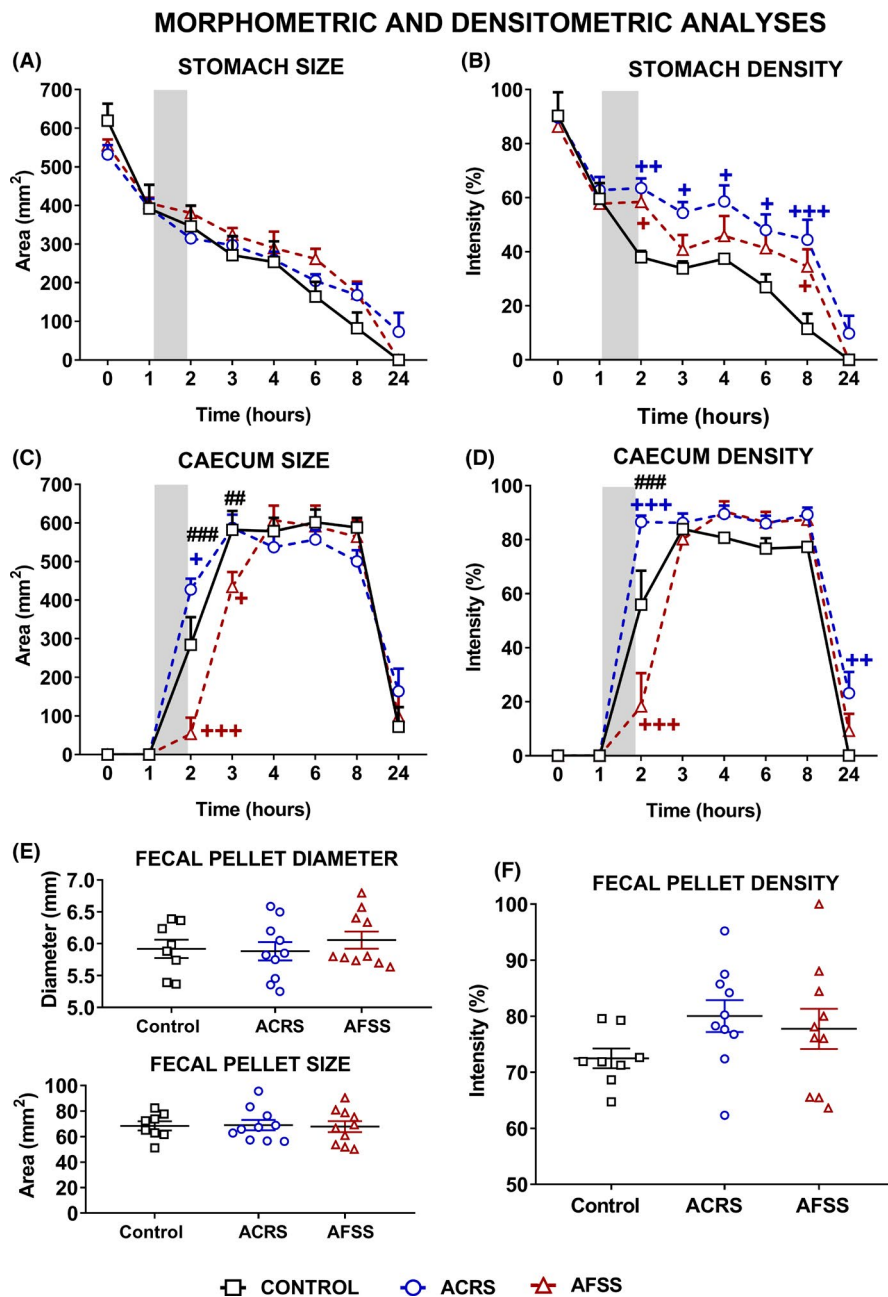 MORPHOMETRIC AND DENSITOMETRIC ANALYSES
(A)
STOMACH SIZE
700
600
500
400
300
200
100
0
Area (mm²)
0 1 2 3 4 6 8 24
Time (hours)
(B)
STOMACH DENSITY
100
80
60
40
20
0
Intensity (%)
++
+
+
+
+++
+
+
0 1 2 3 4 6 8 24
Time (hours)
(C)
CAECUM SIZE
700
600
500
400
300
200
100
0
Area (mm²)
##
###
+
+
+++
0 1 2 3 4 6 8 24
Time (hours)
(D)
CAECUM DENSITY
100
80
60
40
20
0
Intensity (%)
###
+++
++
+++
0 1 2 3 4 6 8 24
Time (hours)
(E)
FECAL PELLET DIAMETER
7.0
6.5
6.0
5.5
5.0
Diameter (mm)
Control ACRS AFSS
FECAL PELLET SIZE
100
80
60
40
20
0
Area (mm²)
Control ACRS AFSS
(F)
FECAL PELLET DENSITY
100
90
80
70
60
50
Intensity (%)
Control ACRS AFSS
CONTROL ACRS AFSS